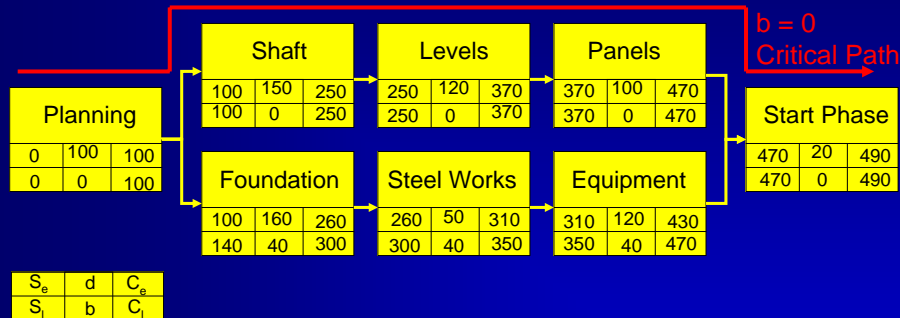 b = 0
Critical Path
Shaft
100 150 250
100 0 250
Levels
250 120 370
250 0 370
Panels
370 100 470
370 0 470
Planning
0 100 100
0 0 100
Start Phase
470 20 490
470 0 490
Foundation
100 160 260
140 40 300
Steel Works
260 50 310
300 40 350
Equipment
310 120 430
350 40 470
Se d Ce
Sl b Cl